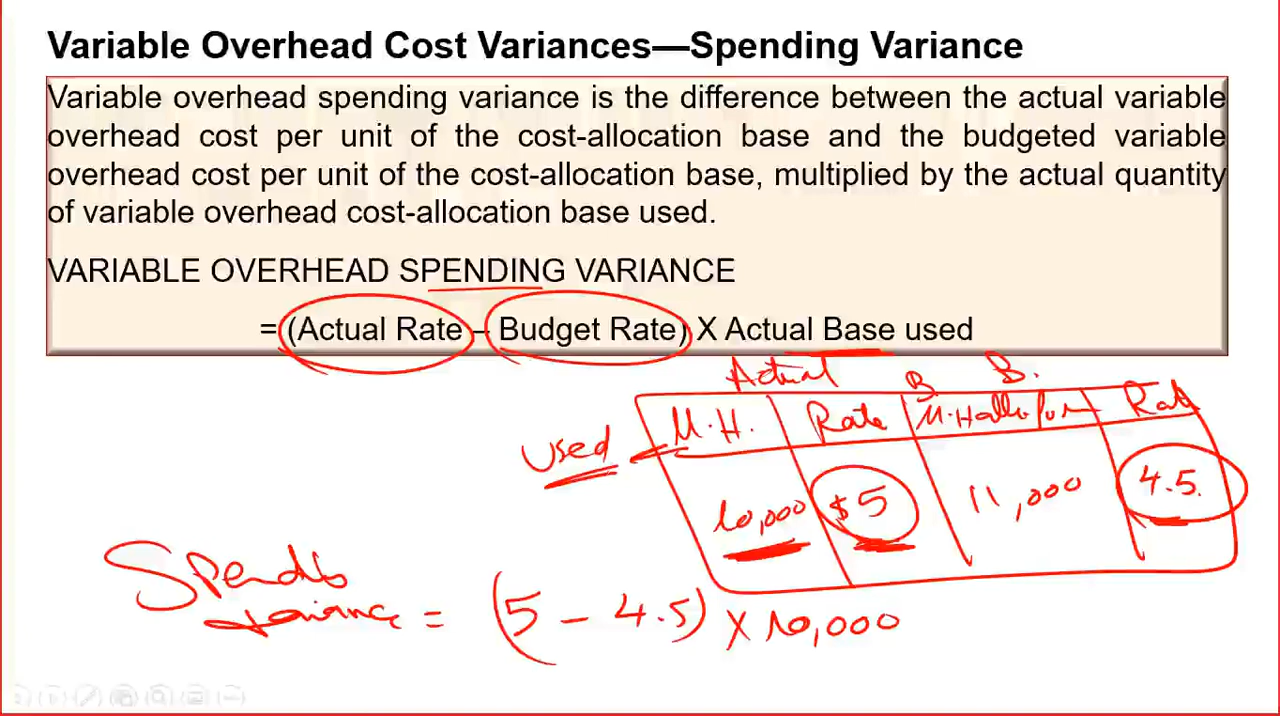 Variable Overhead Cost Variances—Spending Variance
Variable overhead spending variance is the difference between the actual variable
overhead cost per unit of the cost-allocation base and the budgeted variable
overhead cost per unit of the cost-allocation base, multiplied by the actual quantity
of variable overhead cost-allocation base used.
VARIABLE OVERHEAD SPENDING VARIANCE
= (Actual Rate – Budget Rate) X Actual Base used
Actual B. B.
used M.H. Rate M.H Rate
10,000 $5 11,000 4.5.
variance = (5 - 4.5) X 10,000